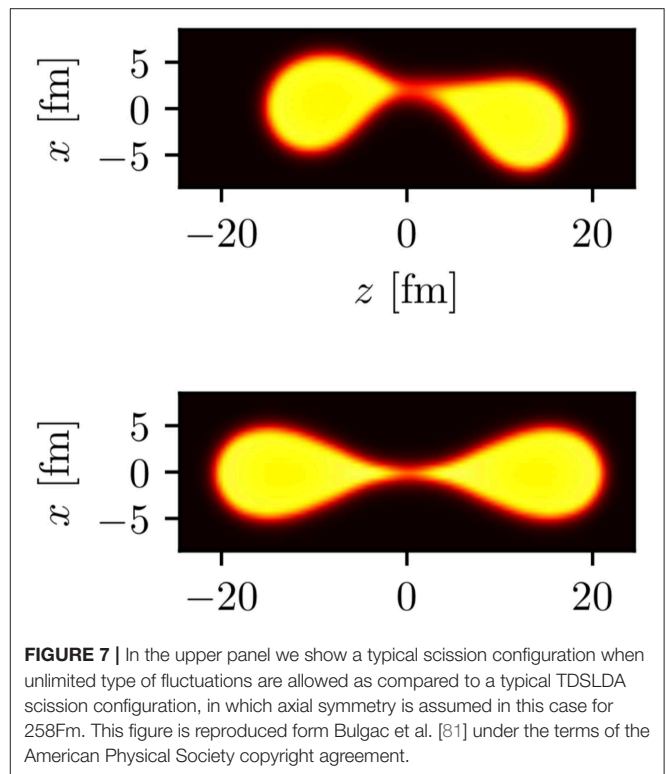 5
0
−5
x [fm]
−20 0 20
z [fm]
5
0
−5
x [fm]
−20 0 20
FIGURE 7 | In the upper panel we show a typical scission configuration when
unlimited type of fluctuations are allowed as compared to a typical TDSLDA
scission configuration, in which axial symmetry is assumed in this case for
258Fm. This figure is reproduced form Bulgac et al. [81] under the terms of the
American Physical Society copyright agreement.